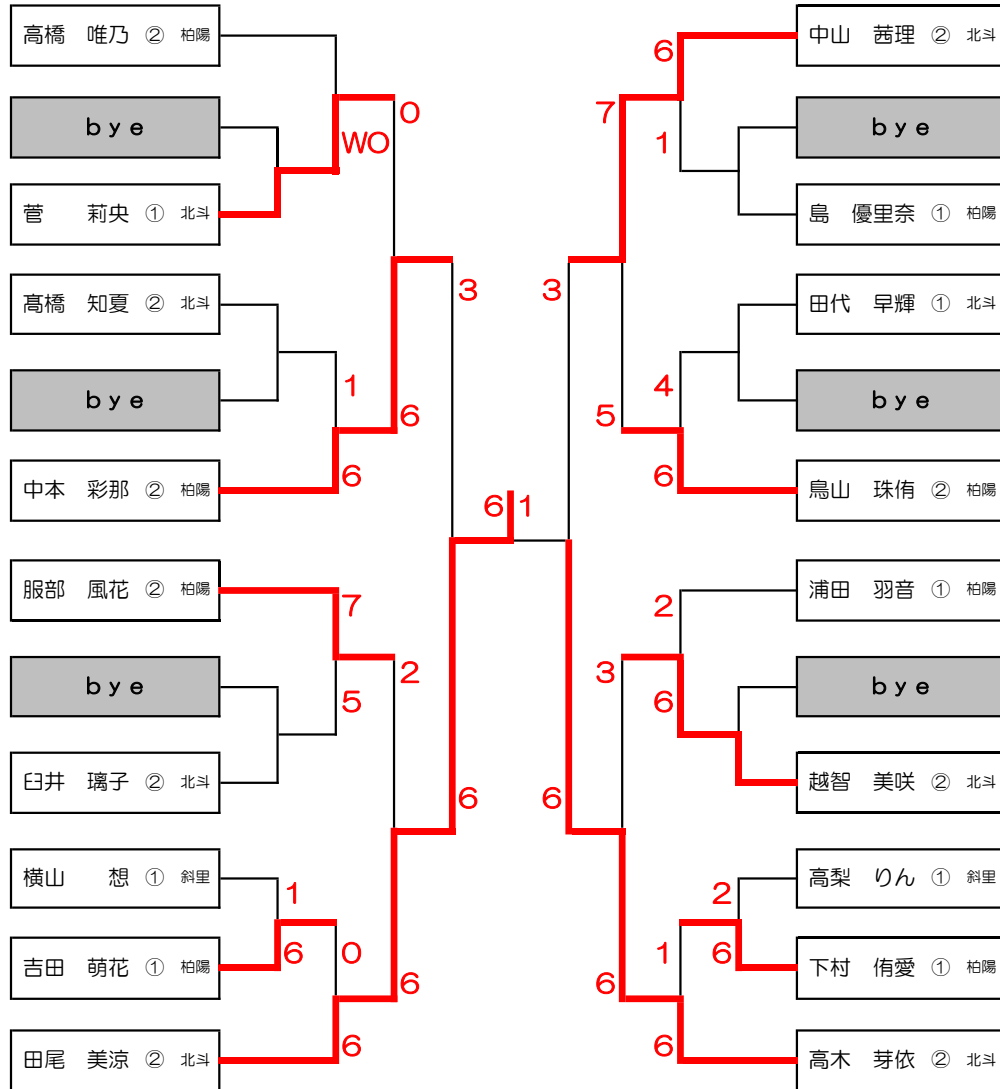 高橋 唯乃 ② 柏陽
bye
菅 莉央 ① 北斗
髙橋 知夏 ② 北斗
bye
中本 彩那 ② 柏陽
服部 風花 ② 柏陽
bye
臼井 璃子 ② 北斗
横山 想 ① 斜里
吉田 萌花 ① 柏陽
田尾 美涼 ② 北斗
0
WO
1
6
6
3
7
5
2
6
1
6
0
6
6
6 1
中山 茜理 ② 北斗
bye
島 優里奈 ① 柏陽
田代 早輝 ① 北斗
bye
鳥山 珠侑 ② 柏陽
浦田 羽音 ① 柏陽
bye
越智 美咲 ② 北斗
高梨 りん ① 斜里
下村 侑愛 ① 柏陽
高木 芽依 ② 北斗
6
7
1
3
4
5
6
2
3
6
6
2
6
1
6
6